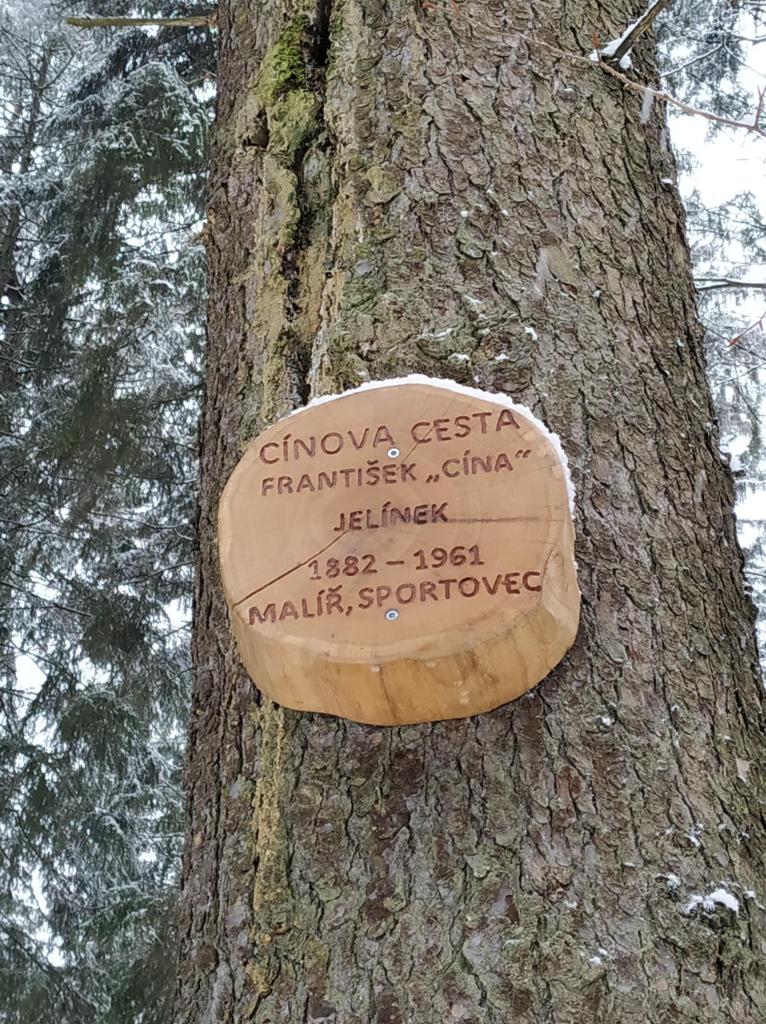 CÍNOVA CESTA
FRANTIŠEK „CÍNA“
JELÍNEK
1882 – 1961
MALÍŘ, SPORTOVEC